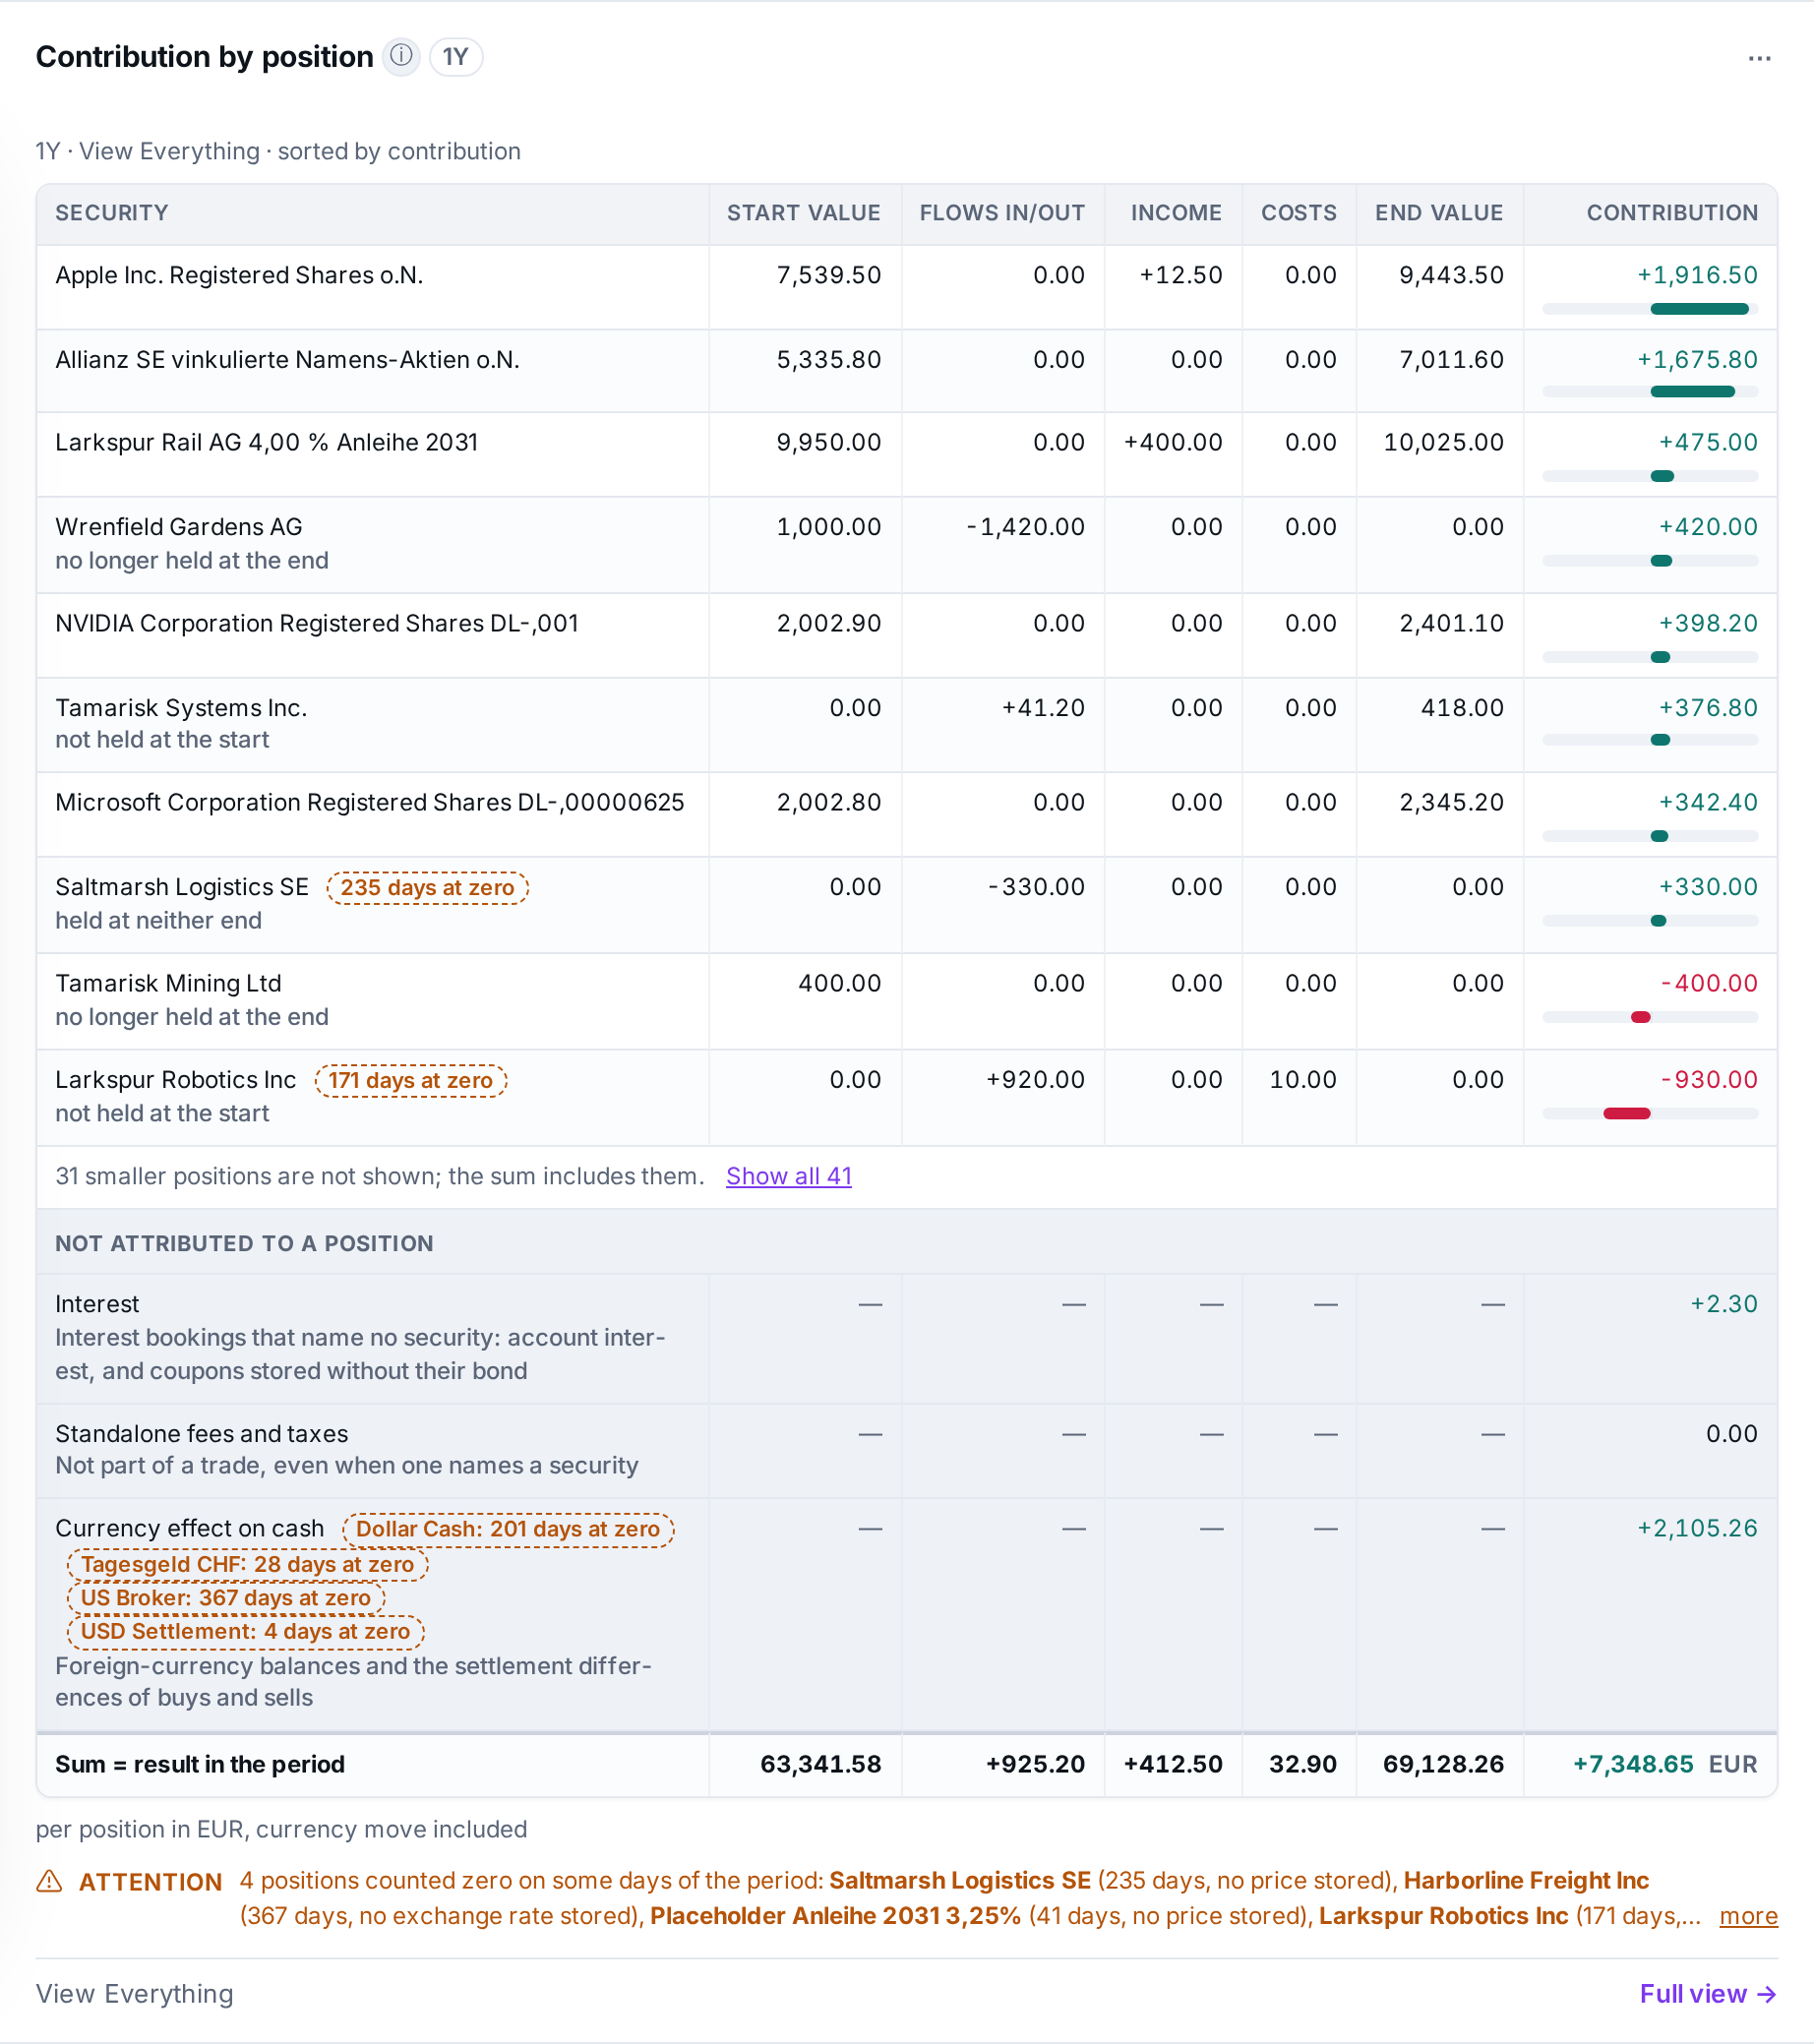 Contribution by position ⓘ 1Y ...
1Y · View Everything · sorted by contribution
SECURITY START VALUE FLOWS IN/OUT INCOME COSTS END VALUE CONTRIBUTION
Apple Inc. Registered Shares o.N. 7,539.50 0.00 +12.50 0.00 9,443.50 +1,916.50
Allianz SE vinkulierte Namens-Aktien o.N. 5,335.80 0.00 0.00 0.00 7,011.60 +1,675.80
Larkspur Rail AG 4,00 % Anleihe 2031 9,950.00 0.00 +400.00 0.00 10,025.00 +475.00
Wrenfield Gardens AG 1,000.00 -1,420.00 0.00 0.00 0.00 +420.00
no longer held at the end
NVIDIA Corporation Registered Shares DL-,001 2,002.90 0.00 0.00 0.00 2,401.10 +398.20
Tamarisk Systems Inc. 0.00 +41.20 0.00 0.00 418.00 +376.80
not held at the start
Microsoft Corporation Registered Shares DL-,00000625 2,002.80 0.00 0.00 0.00 2,345.20 +342.40
Saltmarsh Logistics SE 235 days at zero 0.00 -330.00 0.00 0.00 0.00 +330.00
held at neither end
Tamarisk Mining Ltd 400.00 0.00 0.00 0.00 0.00 -400.00
no longer held at the end
Larkspur Robotics Inc 171 days at zero 0.00 +920.00 0.00 10.00 0.00 -930.00
not held at the start
31 smaller positions are not shown; the sum includes them. Show all 41
NOT ATTRIBUTED TO A POSITION
Interest — — — — — +2.30
Interest bookings that name no security: account inter-
est, and coupons stored without their bond
Standalone fees and taxes — — — — — 0.00
Not part of a trade, even when one names a security
Currency effect on cash Dollar Cash: 201 days at zero — — — — — +2,105.26
Tagesgeld CHF: 28 days at zero
US Broker: 367 days at zero
USD Settlement: 4 days at zero
Foreign-currency balances and the settlement differ-
ences of buys and sells
Sum = result in the period 63,341.58 +925.20 +412.50 32.90 69,128.26 +7,348.65 EUR
per position in EUR, currency move included
ATTENTION 4 positions counted zero on some days of the period: Saltmarsh Logistics SE (235 days, no price stored), Harborline Freight Inc
(367 days, no exchange rate stored), Placeholder Anleihe 2031 3,25% (41 days, no price stored), Larkspur Robotics Inc (171 days,... more
View Everything Full view →